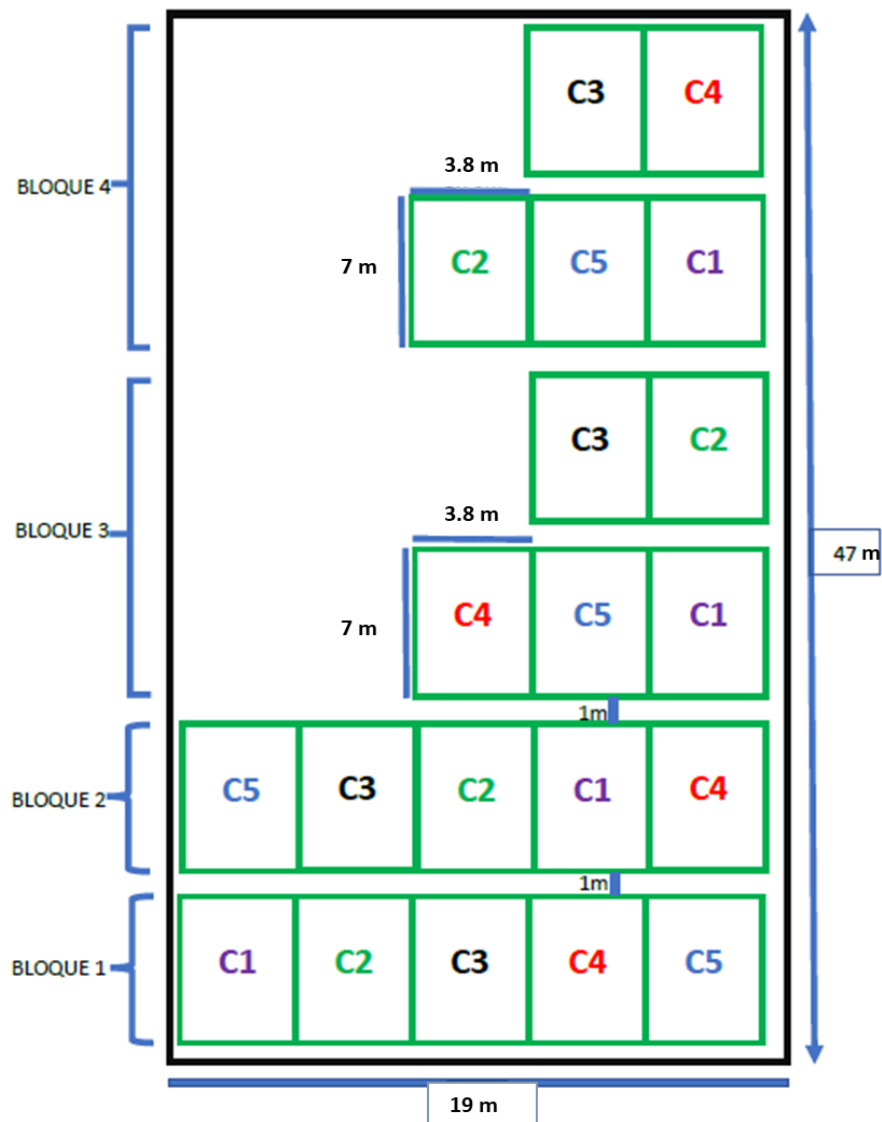 C3 C4
3.8 m
BLOQUE 4
C2 C5 C1
7 m
C3 C2
3.8 m
BLOQUE 3
47 m
C4 C5 C1
7 m
1m
C5 C3 C2 C1 C4
BLOQUE 2
1m
C1 C2 C3 C4 C5
BLOQUE 1
19 m